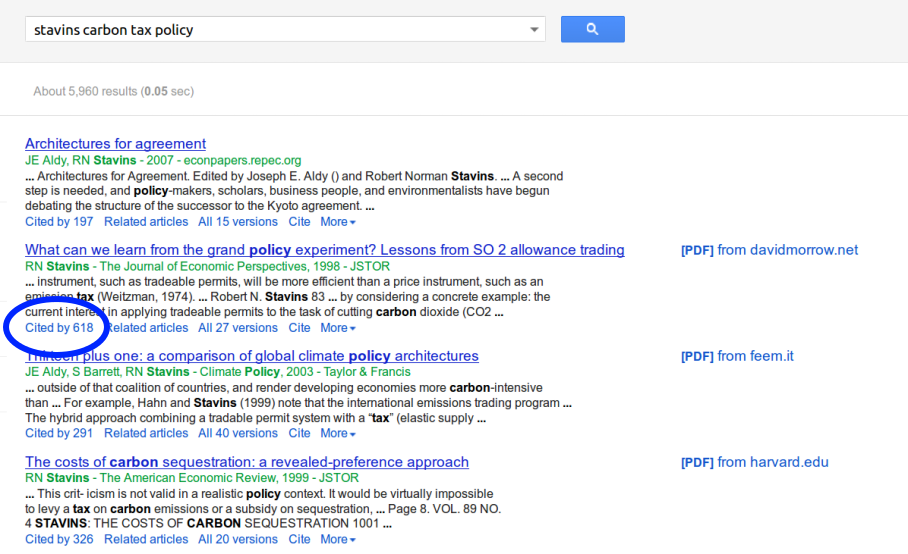 stavins carbon tax policy
About 5,960 results (0.05 sec)
Architectures for agreement
JE Aldy, RN Stavins - 2007 - econpapers.repec.org
... Architectures for Agreement. Edited by Joseph E. Aldy () and Robert Norman Stavins. ... A second
step is needed, and policy-makers, scholars, business people, and environmentalists have begun
debating the structure of the successor to the Kyoto agreement. ...
Cited by 197 Related articles All 15 versions Cite More
What can we learn from the grand policy experiment? Lessons from SO 2 allowance trading
[PDF] from davidmorrow.net
RN Stavins - The Journal of Economic Perspectives, 1998 - JSTOR
... instrument, such as tradeable permits, will be more efficient than a price instrument, such as an
emission tax (Weitzman, 1974). ... Robert N. Stavins 83 ... by considering a concrete example: the
current interest in applying tradeable permits to the task of cutting carbon dioxide (CO2 ...
Cited by 618 Related articles All 27 versions Cite More
Thirteen plus one: a comparison of global climate policy architectures
[PDF] from feem.it
JE Aldy, S Barrett, RN Stavins - Climate Policy, 2003 - Taylor & Francis
... outside of that coalition of countries, and render developing economies more carbon-intensive
than ... For example, Hahn and Stavins (1999) note that the international emissions trading program ...
The hybrid approach combining a tradable permit system with a “tax” (elastic supply ...
Cited by 291 Related articles All 40 versions Cite More
The costs of carbon sequestration: a revealed-preference approach
[PDF] from harvard.edu
RN Stavins - The American Economic Review, 1999 - JSTOR
... This crit- icism is not valid in a realistic policy context. It would be virtually impossible
to levy a tax on carbon emissions or a subsidy on sequestration, ... Page 8. VOL. 89 NO.
4 STAVINS: THE COSTS OF CARBON SEQUESTRATION 1001 ...
Cited by 326 Related articles All 20 versions Cite More